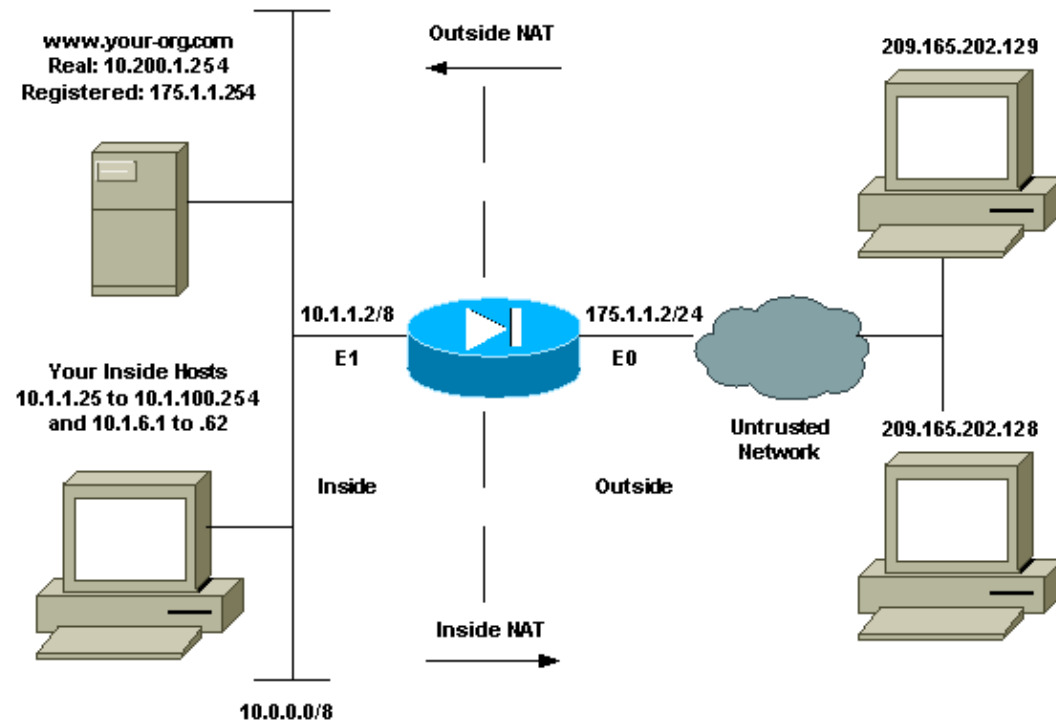 www.your-org.com
Real: 10.200.1.254
Registered: 175.1.1.254
Outside NAT
209.165.202.129
10.1.1.2/8
175.1.1.2/24
E1
E0
Your Inside Hosts
10.1.1.25 to 10.1.100.254
and 10.1.6.1 to .62
Untrusted
Network
209.165.202.128
Inside
Outside
Inside NAT
10.0.0.0/8